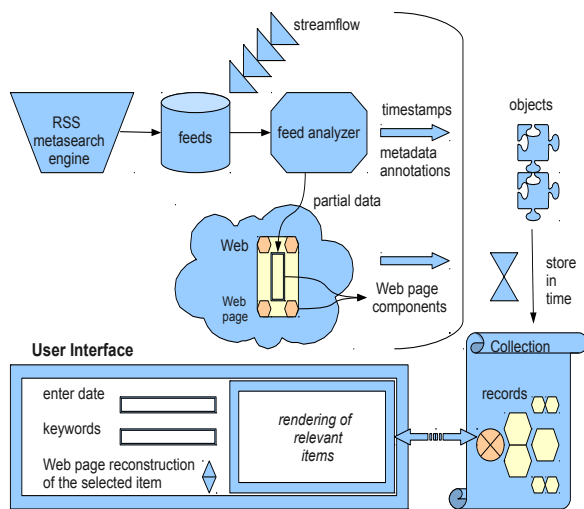 streamflow
RSS
metasearch
engine
feeds
feed analyzer
timestamps
metadata
annotations
objects
partial data
Web
Web
page
Web page
components
store
in
time
User Interface
Collection
enter date
keywords
Web page reconstruction
of the selected item
rendering of
relevant
items
records